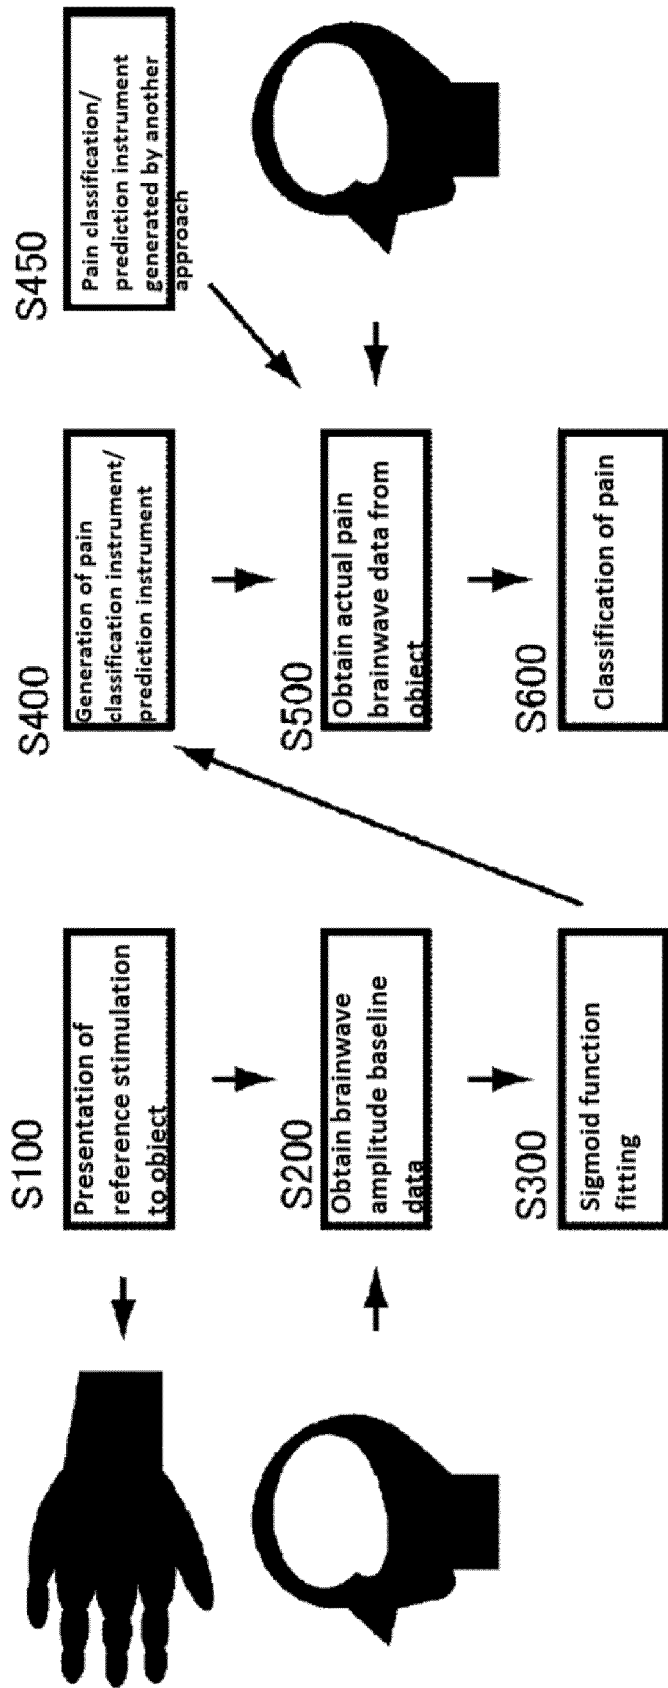 S100
Presentation of
reference stimulation
to object
S200
Obtain brainwave
amplitude baseline
data
S300
Sigmoid function
fitting
S400
Generation of pain
classification instrument/
prediction instrument
S450
Pain classification/
prediction instrument
generated by another
approach
S500
Obtain actual pain
brainwave data from
object
S600
Classification of pain